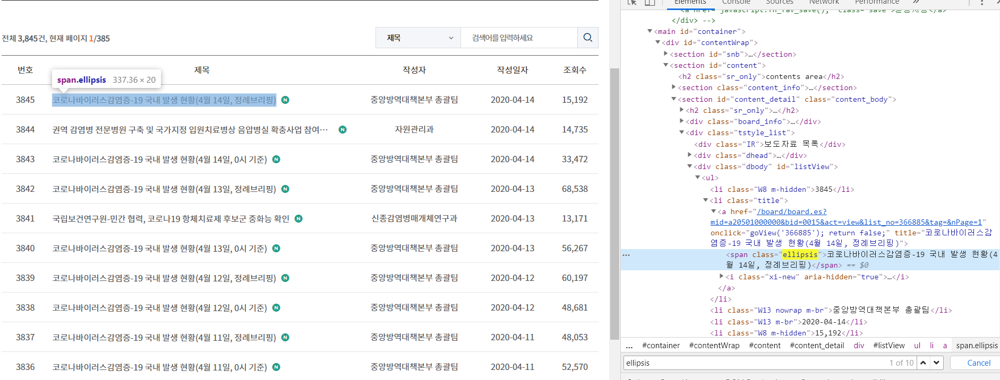 전체 3,845건, 현재 페이지 1/385
제목
검색어를 입력하세요
번호 제목 작성자 작성일자 조회수
span.ellipsis 337.36 × 20
3845 코로나바이러스감염증-19 국내 발생 현황(4월 14일, 정례브리핑) N 중앙방역대책본부 총괄팀 2020-04-14 15,192
3844 권역 감염병 전문병원 구축 및 국가지정 입원치료병상 음압병실 확충사업 참여… N 자원관리과 2020-04-14 14,735
3843 코로나바이러스감염증-19 국내 발생 현황(4월 14일, 0시 기준) N 중앙방역대책본부 총괄팀 2020-04-14 33,472
3842 코로나바이러스감염증-19 국내 발생 현황(4월 13일, 정례브리핑) N 중앙방역대책본부 총괄팀 2020-04-13 68,538
3841 국립보건연구원-민간 협력, 코로나19 항체치료제 후보군 중화능 확인 N 신종감염병매개체연구과 2020-04-13 13,171
3840 코로나바이러스감염증-19 국내 발생 현황(4월 13일, 0시 기준) N 중앙방역대책본부 총괄팀 2020-04-13 56,267
3839 코로나바이러스감염증-19 국내 발생 현황(4월 12일, 정례브리핑) N 중앙방역대책본부 총괄팀 2020-04-12 60,197
3838 코로나바이러스감염증-19 국내 발생 현황(4월 12일, 0시 기준) N 중앙방역대책본부 총괄팀 2020-04-12 48,681
3837 코로나바이러스감염증-19 국내 발생 현황(4월 11일, 정례브리핑) N 중앙방역대책본부 총괄팀 2020-04-11 48,053
3836 코로나바이러스감염증-19 국내 발생 현황(4월 11일, 0시 기준) N 중앙방역대책본부 총괄팀 2020-04-11 52,570
Elements Console Sources Network Performance »
</div> -->
<main id="container">
<div id="contentWrap">
<section id="snb">…</section>
<section id="content">
<h2 class="sr_only">contents area</h2>
<section class="content_info">…</section>
<section id="content_detail" class="content_body">
<h2 class="sr_only">…</h2>
<div class="board_info">…</div>
<div class="tstyle_list">
<div class="IR">보도자료 목록</div>
<div class="dhead">…</div>
<div class="dbody" id="listView">
<ul>
<li class="W8 m-hidden">3845</li>
<li class="title">
<a href="/board/board.es?
mid=a20501000000&bid=0015&act=view&list_no=366885&tag=&nPage=1"
onclick="goView('366885'); return false;" title="코로나바이러스감
염증-19 국내 발생 현황(4월 14일, 정례브리핑)">
… <span class="ellipsis">코로나바이러스감염증-19 국내 발생 현황(4
월 14일, 정례브리핑)</span> == $0
<i class="xi-new" aria-hidden="true">…</i>
</a>
</li>
<li class="W13 nowrap m-br">중앙방역대책본부 총괄팀</li>
<li class="W13 m-br">2020-04-14</li>
<li class="W8 m-hidden">15,192</li>
... #container #contentWrap #content #content_detail div #listView ul li a span.ellipsis
ellipsis 1 of 10 Cancel